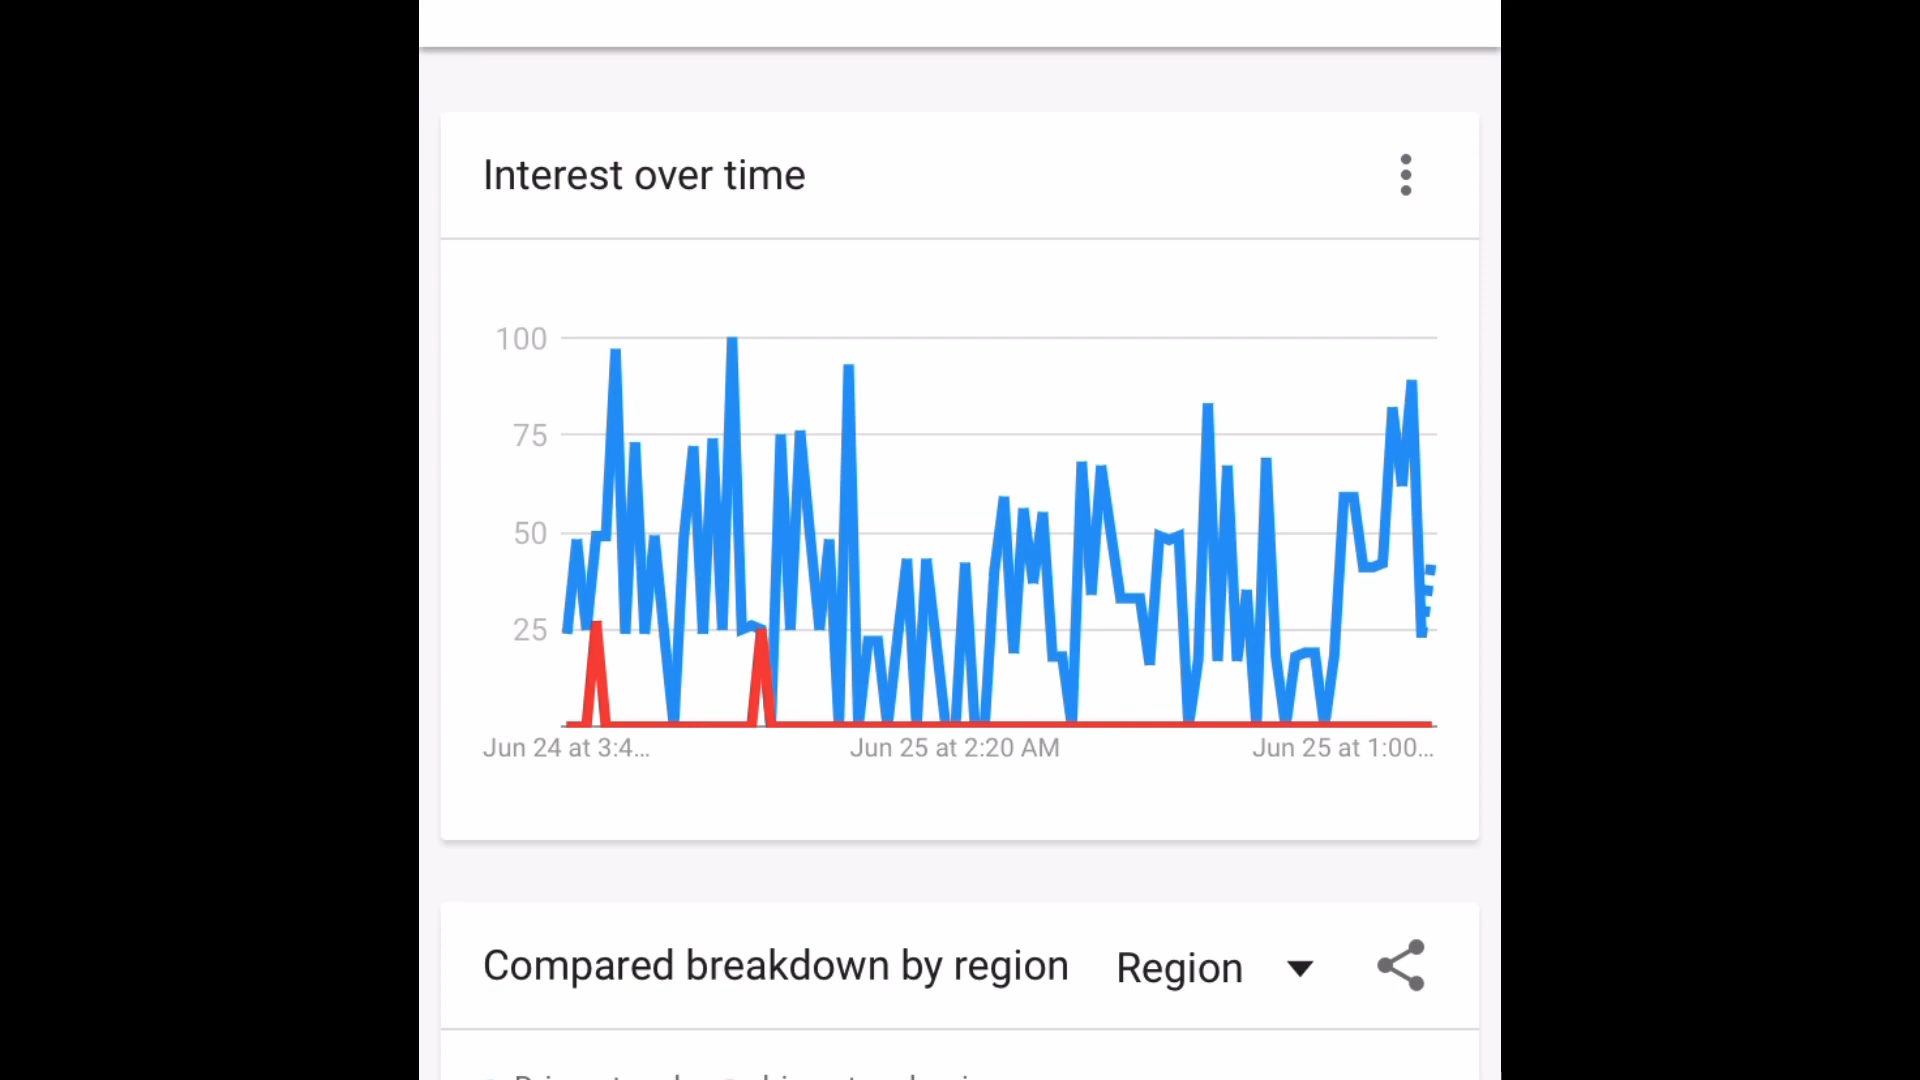 Interest over time
100
75
50
25
Jun 24 at 3:4...
Jun 25 at 2:20 AM
Jun 25 at 1:00...
Compared breakdown by region
Region